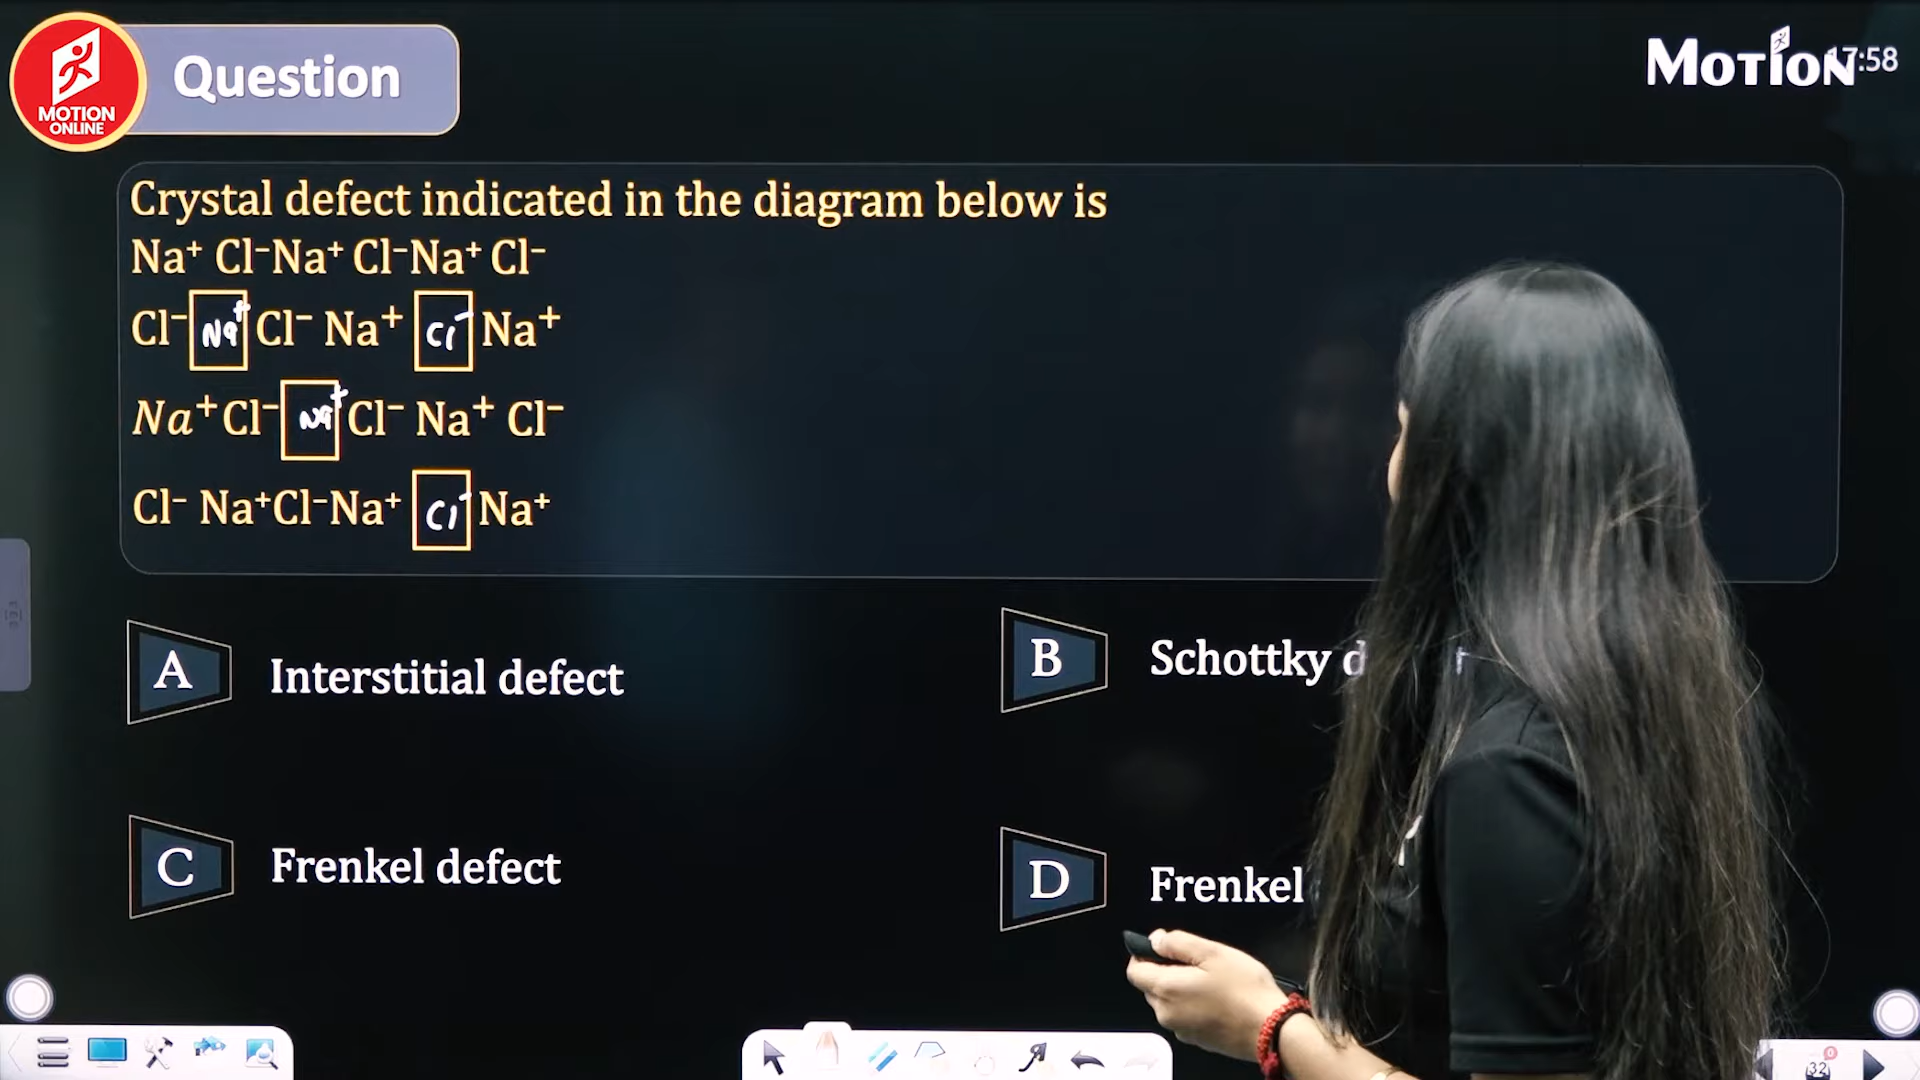 MOTION
ONLINE
Question
MOTION
17:58
Crystal defect indicated in the diagram below is
Na⁺ Cl⁻Na⁺ Cl⁻Na⁺ Cl⁻
Cl⁻ Na⁺ Cl⁻ Na⁺ Cl⁻ Na⁺
Na⁺Cl⁻ Na⁺ Cl⁻ Na⁺ Cl⁻
Cl⁻ Na⁺Cl⁻Na⁺ Cl⁻ Na⁺
A Interstitial defect
B Schottky
C Frenkel defect
D Frenkel
32
0